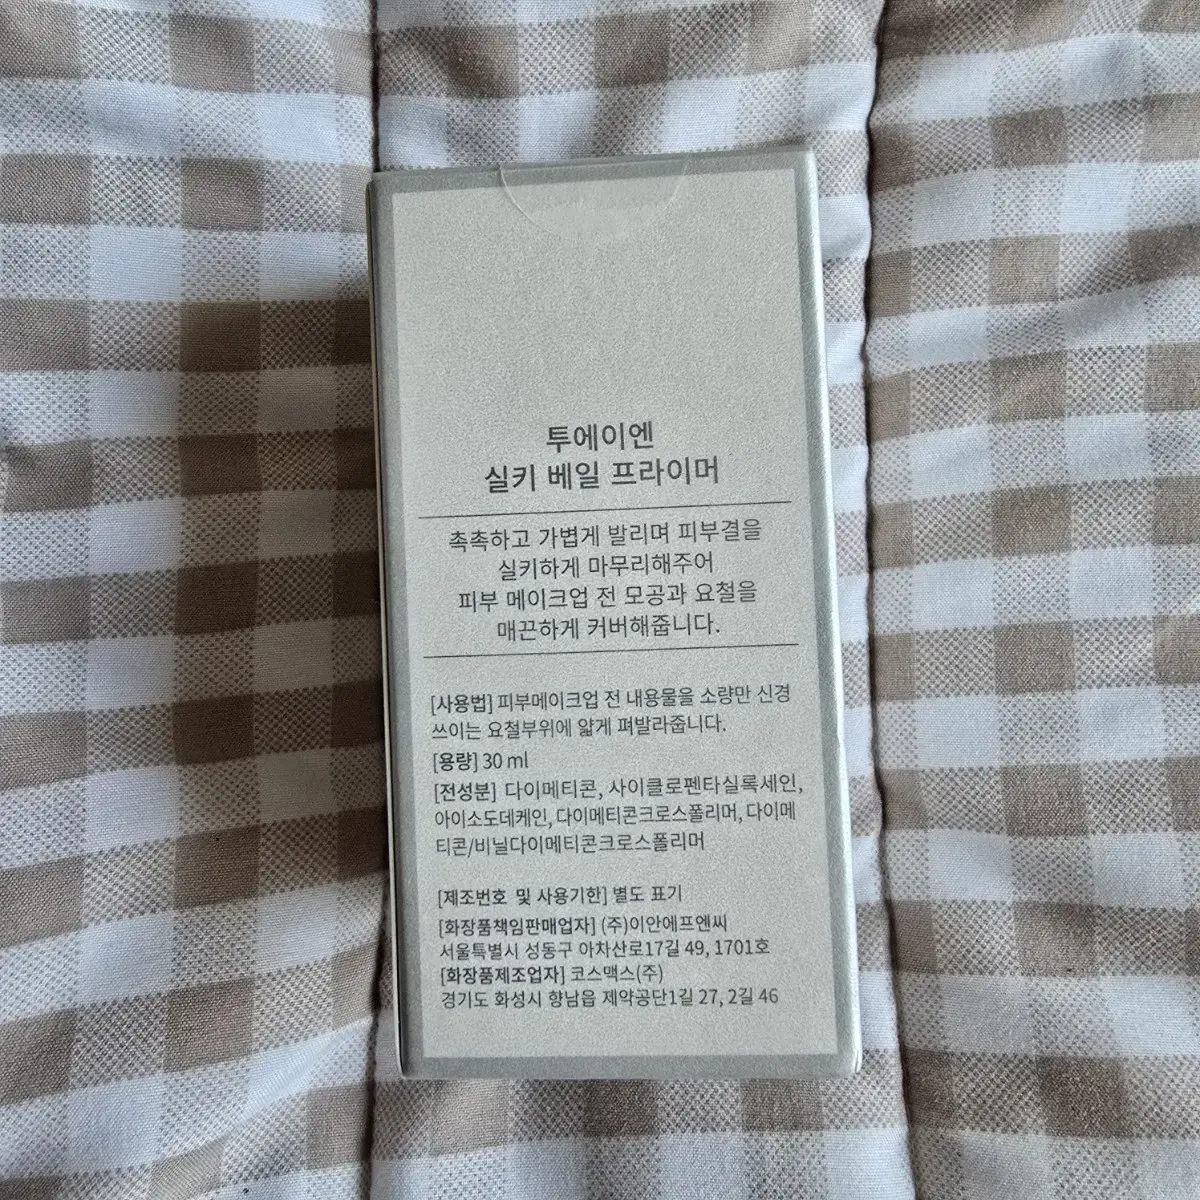 투에이엔
실키 베일 프라이머
촉촉하고 가볍게 발리며 피부결을
실키하게 마무리해주어
피부 메이크업 전 모공과 요철을
매끈하게 커버해줍니다.
[사용법] 피부메이크업 전 내용물을 소량만 신경
쓰이는 요철부위에 얇게 펴발라줍니다.
[용량] 30 ml
[전성분] 다이메티콘, 사이클로펜타실록세인,
아이소도데케인, 다이메티콘크로스폴리머, 다이메
티콘/비닐다이메티콘크로스폴리머
[제조번호 및 사용기한] 별도 표기
[화장품책임판매업자] (주)이안에프엔씨
서울특별시 성동구 아차산로17길 49, 1701호
[화장품제조업자] 코스맥스(주)
경기도 화성시 향남읍 제약공단1길 27, 2길 46